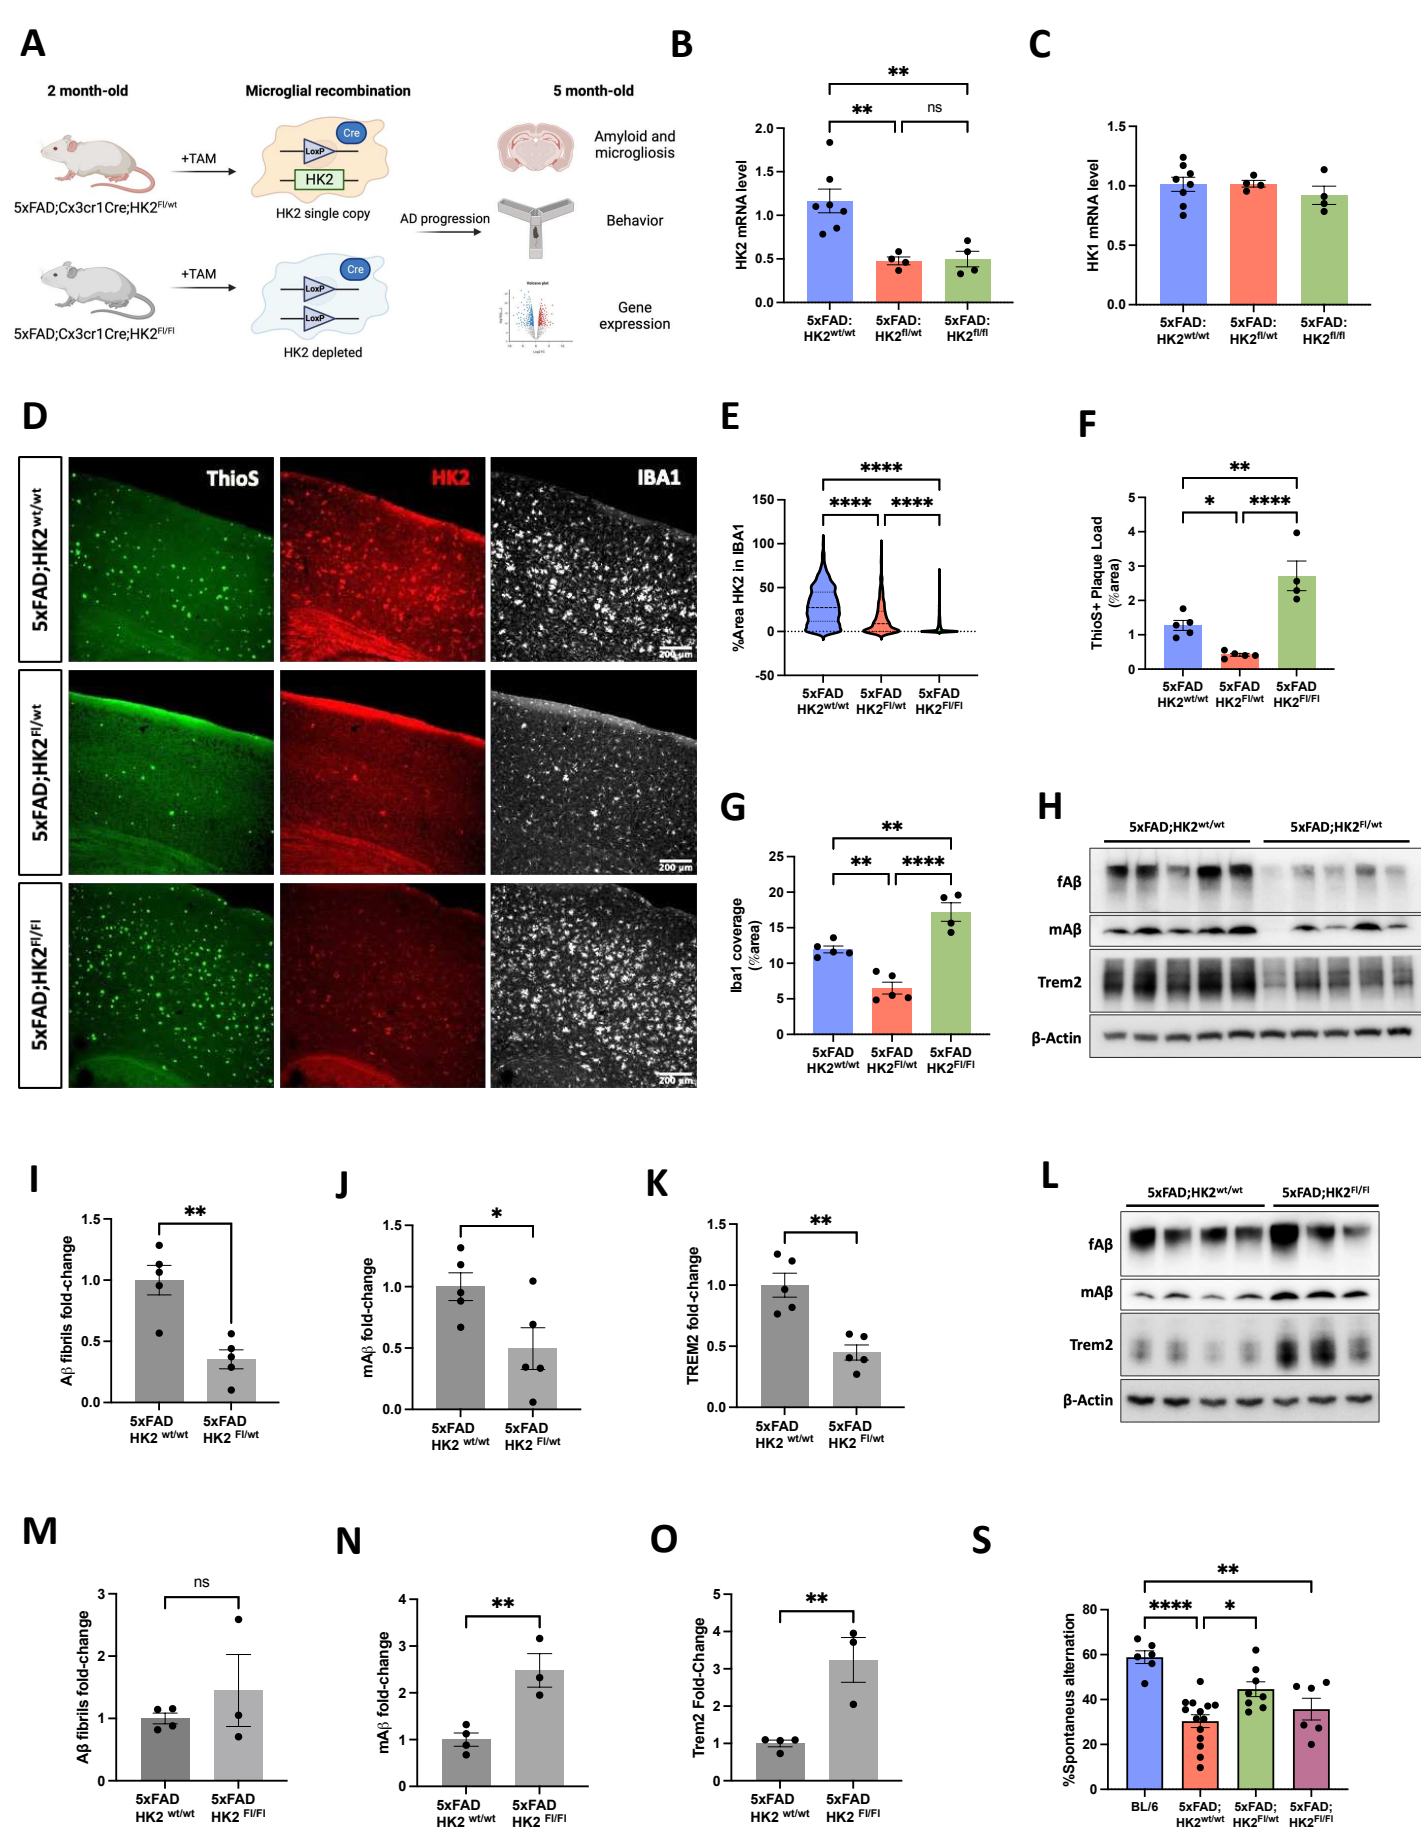 A
2 month-old
Microglial recombination
5 month-old
+TAM
Cre
LoxP
HK2
HK2 single copy
5xFAD;Cx3cr1Cre;HK2Fl/wt
AD progression
Amyloid and
microgliosis
Behavior
+TAM
Cre
LoxP
LoxP
HK2 depleted
5xFAD;Cx3cr1Cre;HK2Fl/Fl
Volcano plot
Gene
expression
B
**
**
ns
HK2 mRNA level
2.0
1.5
1.0
0.5
0.0
5xFAD: 5xFAD: 5xFAD:
HK2wt/wt HK2fl/wt HK2fl/fl
C
HK1 mRNA level
1.5
1.0
0.5
0.0
5xFAD: 5xFAD: 5xFAD:
HK2wt/wt HK2fl/wt HK2fl/fl
D
ThioS
HK2
IBA1
5xFAD;HK2wt/wt
200 µm
5xFAD;HK2Fl/wt
200 µm
5xFAD;HK2Fl/Fl
200 µm
E
****
**** ****
%Area HK2 in IBA1
150
100
50
0
-50
5xFAD 5xFAD 5xFAD
HK2wt/wt HK2Fl/wt HK2Fl/Fl
F
**
* ****
ThioS+ Plaque Load
(%area)
5
4
3
2
1
0
5xFAD 5xFAD 5xFAD
HK2wt/wt HK2Fl/wt HK2Fl/Fl
G
**
** ****
Iba1 coverage
(%area)
25
20
15
10
5
0
5xFAD 5xFAD 5xFAD
HK2wt/wt HK2Fl/wt HK2Fl/Fl
H
5xFAD;HK2wt/wt 5xFAD;HK2Fl/wt
fAβ
mAβ
Trem2
β-Actin
I
**
Aβ fibrils fold-change
1.5
1.0
0.5
0.0
5xFAD 5xFAD
HK2 wt/wt HK2 Fl/wt
J
*
mAβ fold-change
1.5
1.0
0.5
0.0
5xFAD 5xFAD
HK2 wt/wt HK2 Fl/wt
K
**
TREM2 fold-change
1.5
1.0
0.5
0.0
5xFAD 5xFAD
HK2 wt/wt HK2 Fl/wt
L
5xFAD;HK2wt/wt 5xFAD;HK2Fl/Fl
fAβ
mAβ
Trem2
β-Actin
M
ns
Aβ fibrils fold-change
3
2
1
0
5xFAD 5xFAD
HK2 wt/wt HK2 Fl/Fl
N
**
mAβ fold-change
4
3
2
1
0
5xFAD 5xFAD
HK2 wt/wt HK2 Fl/Fl
O
**
Trem2 Fold-Change
5
4
3
2
1
0
5xFAD 5xFAD
HK2 wt/wt HK2 Fl/Fl
S
**
**** *
%Spontaneous alternation
80
60
40
20
0
BL/6 5xFAD; 5xFAD; 5xFAD;
HK2wt/wt HK2Fl/wt HK2Fl/Fl